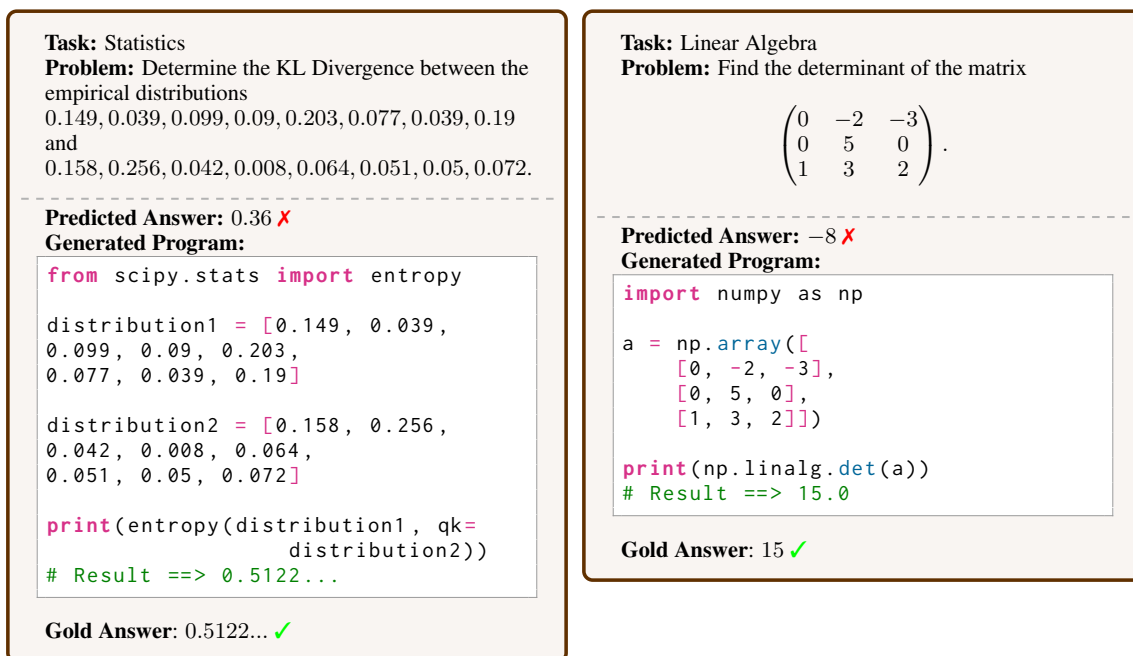 Task: Statistics
Problem: Determine the KL Divergence between the
empirical distributions
0.149, 0.039, 0.099, 0.09, 0.203, 0.077, 0.039, 0.19
and
0.158, 0.256, 0.042, 0.008, 0.064, 0.051, 0.05, 0.072.
Predicted Answer: 0.36 ✗
Generated Program:
from scipy.stats import entropy
distribution1 = [0.149, 0.039,
0.099, 0.09, 0.203,
0.077, 0.039, 0.19]
distribution2 = [0.158, 0.256,
0.042, 0.008, 0.064,
0.051, 0.05, 0.072]
print(entropy(distribution1, qk=
distribution2))
# Result ==> 0.5122...
Gold Answer: 0.5122... ✓
Task: Linear Algebra
Problem: Find the determinant of the matrix
0 −2 −3
0 5 0
1 3 2 .
Predicted Answer: −8 ✗
Generated Program:
import numpy as np
a = np.array([
[0, -2, -3],
[0, 5, 0],
[1, 3, 2]])
print(np.linalg.det(a))
# Result ==> 15.0
Gold Answer: 15 ✓